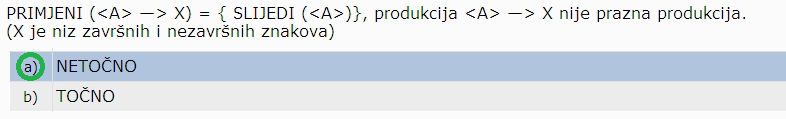 PRIMJENI (<A> —> X) = { SLIJEDI (<A>)}, produkcija <A> —> X nije prazna produkcija.
(X je niz završnih i nezavršnih znakova)
a) NETOČNO
b) TOČNO